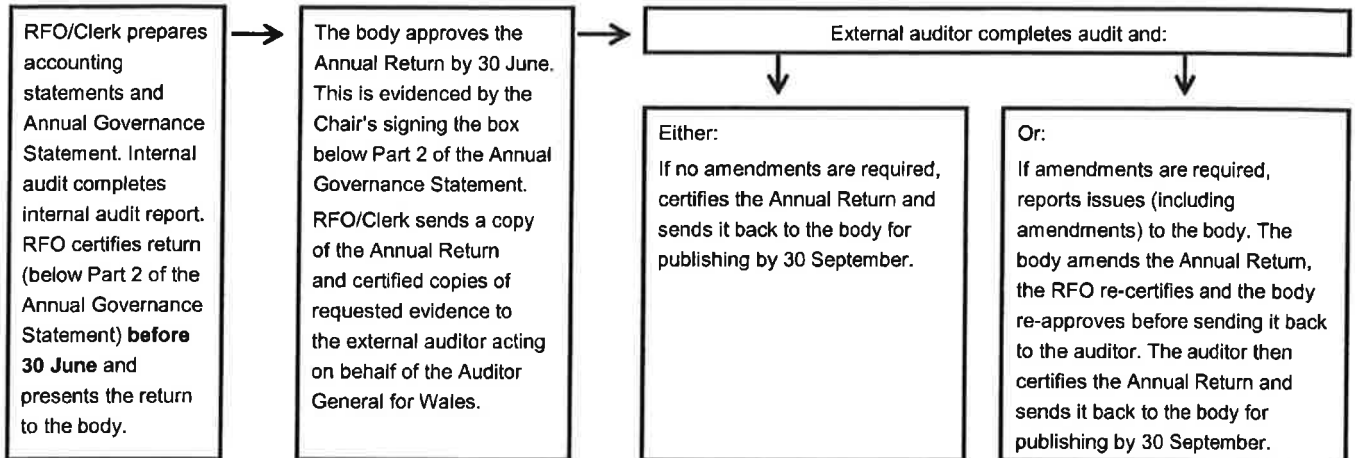 RFO/Clerk prepares
accounting
statements and
Annual Governance
Statement. Internal
audit completes
internal audit report.
RFO certifies return
(below Part 2 of the
Annual Governance
Statement) before
30 June and
presents the return
to the body.
The body approves the
Annual Return by 30 June.
This is evidenced by the
Chair's signing the box
below Part 2 of the Annual
Governance Statement.
RFO/Clerk sends a copy
of the Annual Return
and certified copies of
requested evidence to
the external auditor acting
on behalf of the Auditor
General for Wales.
External auditor completes audit and:
Either:
If no amendments are required,
certifies the Annual Return and
sends it back to the body for
publishing by 30 September.
Or:
If amendments are required,
reports issues (including
amendments) to the body. The
body amends the Annual Return,
the RFO re-certifies and the body
re-approves before sending it back
to the auditor. The auditor then
certifies the Annual Return and
sends it back to the body for
publishing by 30 September.